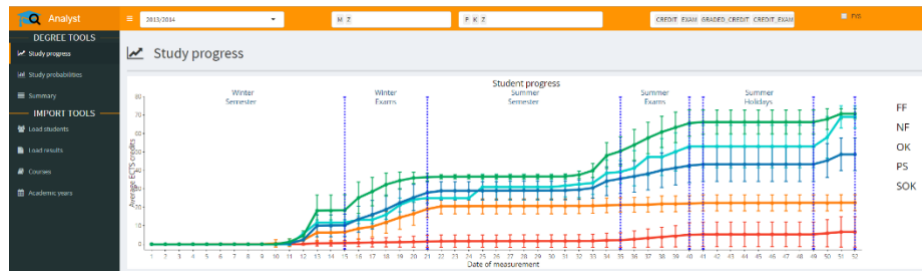 Analyst
2013/2014
M Z
P K Z
CREDIT EXAM GRADED_CREDIT CREDIT_EXAM
DEGREE TOOLS
Study progress
Study probabilities
Summary
IMPORT TOOLS
Load students
Load results
Courses
Academic years
Study progress
Student progress
Winter Semester
Winter Exams
Summer Semester
Summer Exams
Summer Holidays
Average ECTS credits
80
70
60
50
40
30
20
10
0
1 2 3 4 5 6 7 8 9 10 11 12 13 14 15 16 17 18 19 20 21 22 23 24 25 26 27 28 29 30 31 32 33 34 35 36 37 38 39 40 41 42 43 44 45 46 47 48 49 50 51 52
Date of measurement
FF
NF
OK
PS
SOK